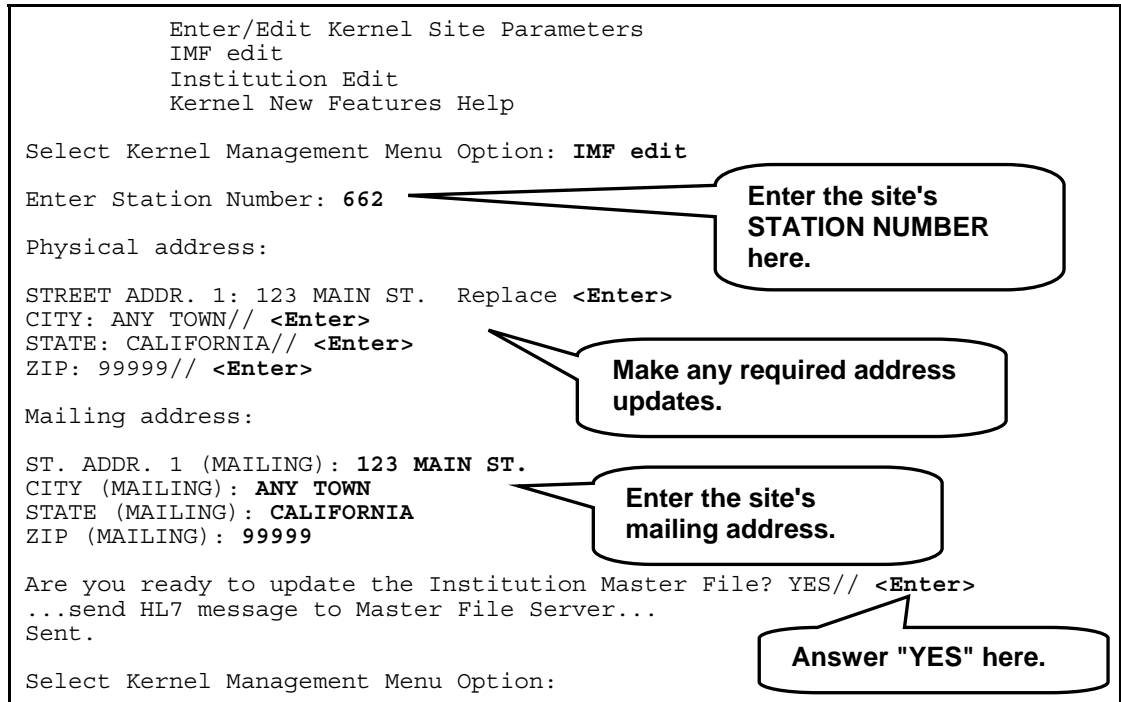 Enter/Edit Kernel Site Parameters
IMF edit
Institution Edit
Kernel New Features Help
Select Kernel Management Menu Option: IMF edit
Enter Station Number: 662
Enter the site's
STATION NUMBER
here.
Physical address:
STREET ADDR. 1: 123 MAIN ST.  Replace <Enter>
CITY: ANY TOWN// <Enter>
STATE: CALIFORNIA// <Enter>
ZIP: 99999// <Enter>
Make any required address
updates.
Mailing address:
ST. ADDR. 1 (MAILING): 123 MAIN ST.
CITY (MAILING): ANY TOWN
STATE (MAILING): CALIFORNIA
ZIP (MAILING): 99999
Enter the site's
mailing address.
Are you ready to update the Institution Master File? YES// <Enter>
...send HL7 message to Master File Server...
Sent.
Answer "YES" here.
Select Kernel Management Menu Option: